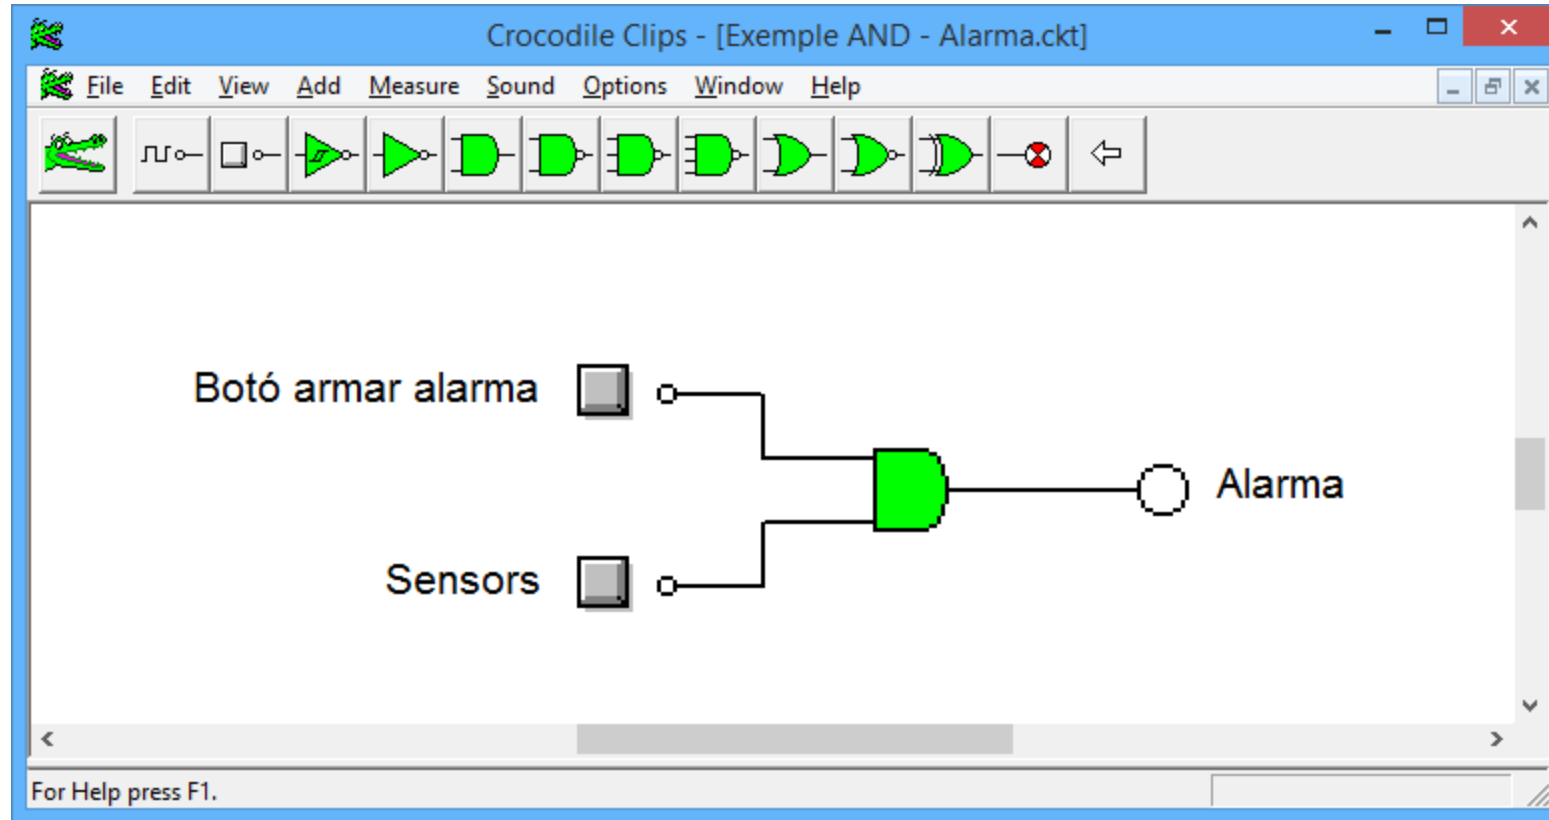 Crocodile Clips - [Exemple AND - Alarma.ckt]
File Edit View Add Measure Sound Options Window Help
Botó armar alarma
Alarma
Sensors
For Help press F1.